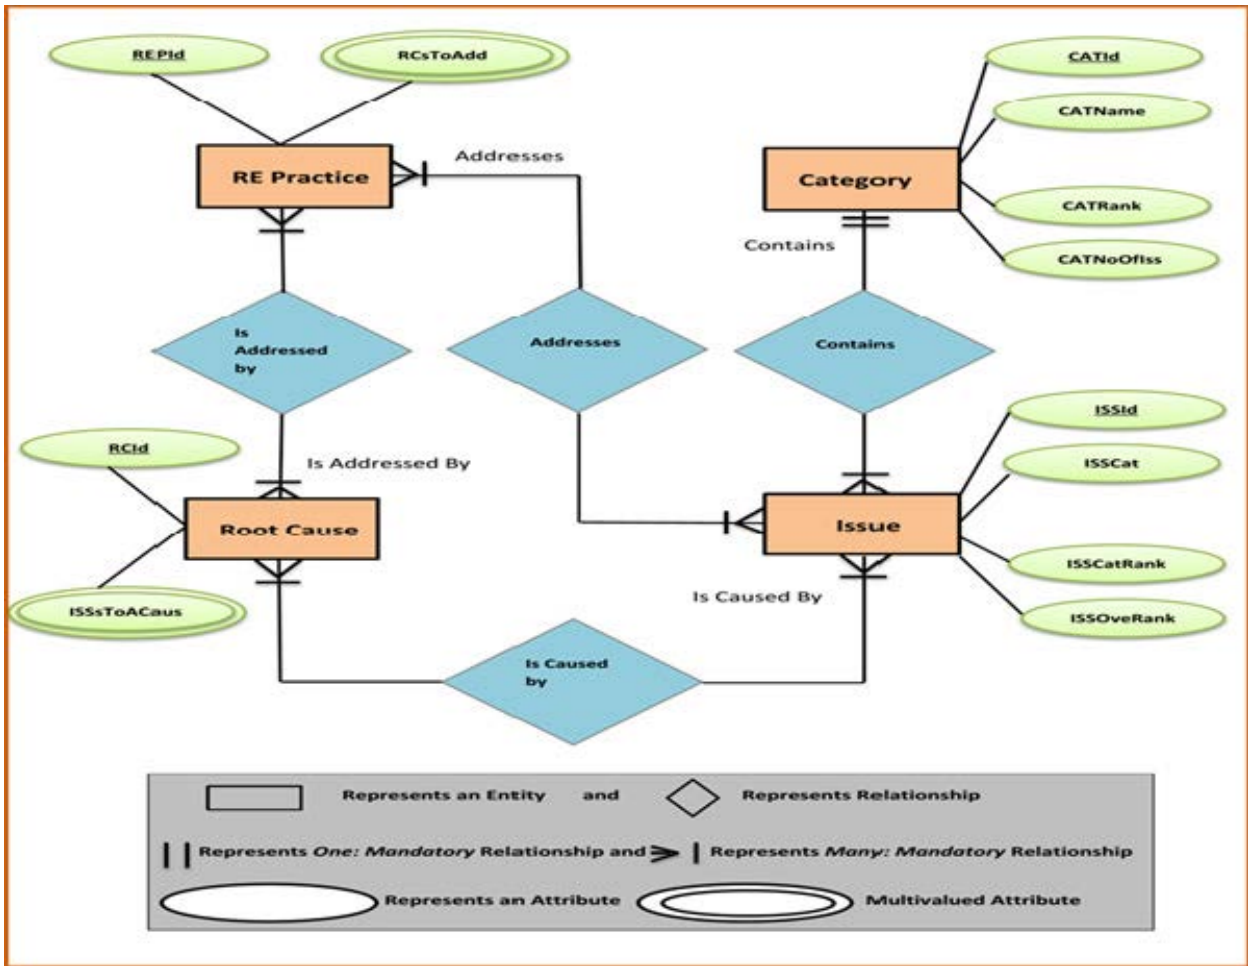 REPId
RCsToAdd
CATId
CATName
CATRank
CATNoOfIss
RE Practice
Addresses
Category
Contains
Is
Addressed
by
Addresses
Contains
RCId
Is Addressed By
ISSId
ISSCat
ISSCatRank
ISSOveRank
Root Cause
Issue
ISSsToACaus
Is Caused By
Is Caused
by
Represents an Entity and Represents Relationship
Represents One: Mandatory Relationship and Represents Many: Mandatory Relationship
Represents an Attribute Multivalued Attribute